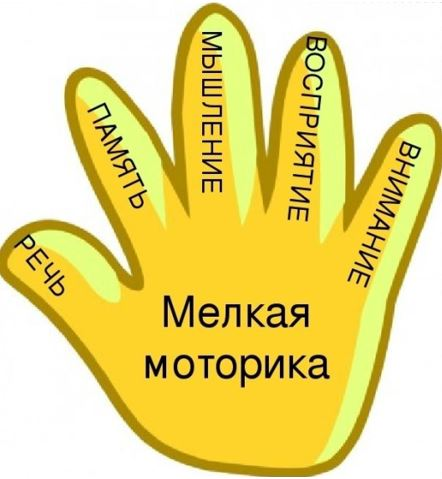 РЕЧЬ
ПАМЯТЬ
МЫШЛЕНИЕ
ВОСПРИЯТИЕ
ВНИМАНИЕ
Мелкая
моторика